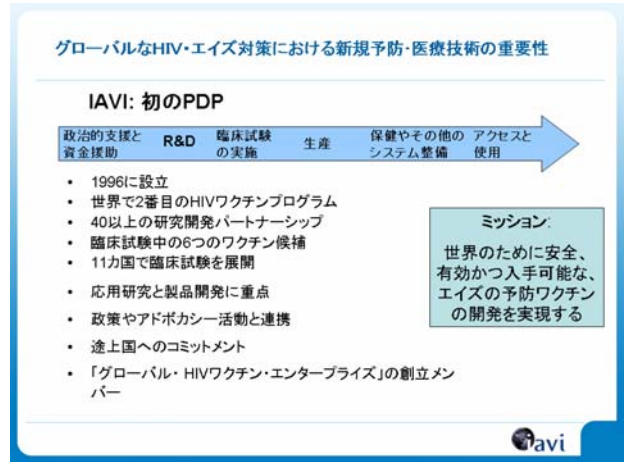 グローバルなHIV・エイズ対策における新規予防・医療技術の重要性
IAVI: 初のPDP
政治的支援と
資金援助
R&D
臨床試験
の実施
生産
保健やその他の
システム整備
アクセスと
使用
• 1996に設立
• 世界で2番目のHIVワクチンプログラム
• 40以上の研究開発パートナーシップ
• 臨床試験中の6つのワクチン候補
• 11カ国で臨床試験を展開
• 応用研究と製品開発に重点
• 政策やアドボカシー活動と連携
• 途上国へのコミットメント
• 「グローバル・ HIVワクチン・エンタープライズ」の創立メン
バー
ミッション:
世界のために安全、
有効かつ入手可能な、
エイズの予防ワクチン
の開発を実現する
iavi